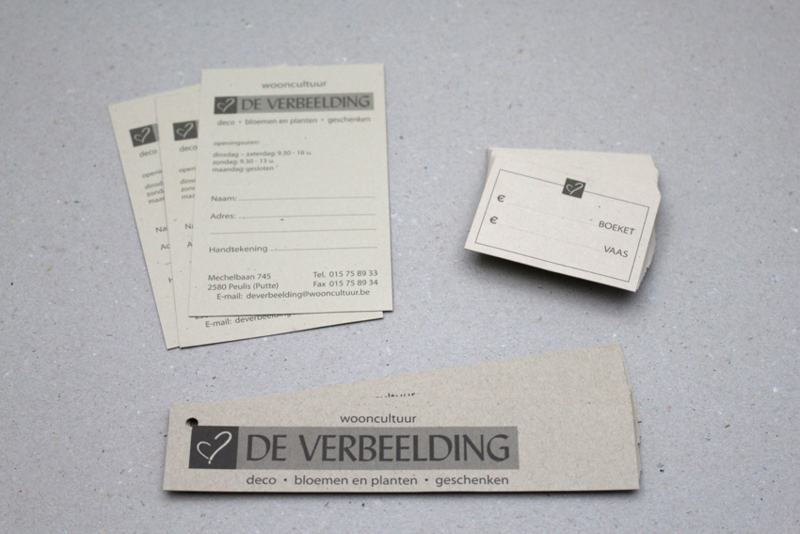 wooncultuur
DE VERBEELDING
deco • bloemen en planten • geschenken
openingsuren:
dinsdag – zaterdag: 9.30 - 18 u.
zondag: 9.30 - 13 u.
maandag: gesloten
Naam:
Adres:
Handtekening
Mechelbaan 745 Tel. 015 75 89 33
2580 Peulis (Putte) Fax 015 75 89 34
E-mail: deverbeelding@wooncultuur.be
deco
deco
E-mail:
€
€ BOEKET
VAAS
wooncultuur
DE VERBEELDING
deco • bloemen en planten • geschenken